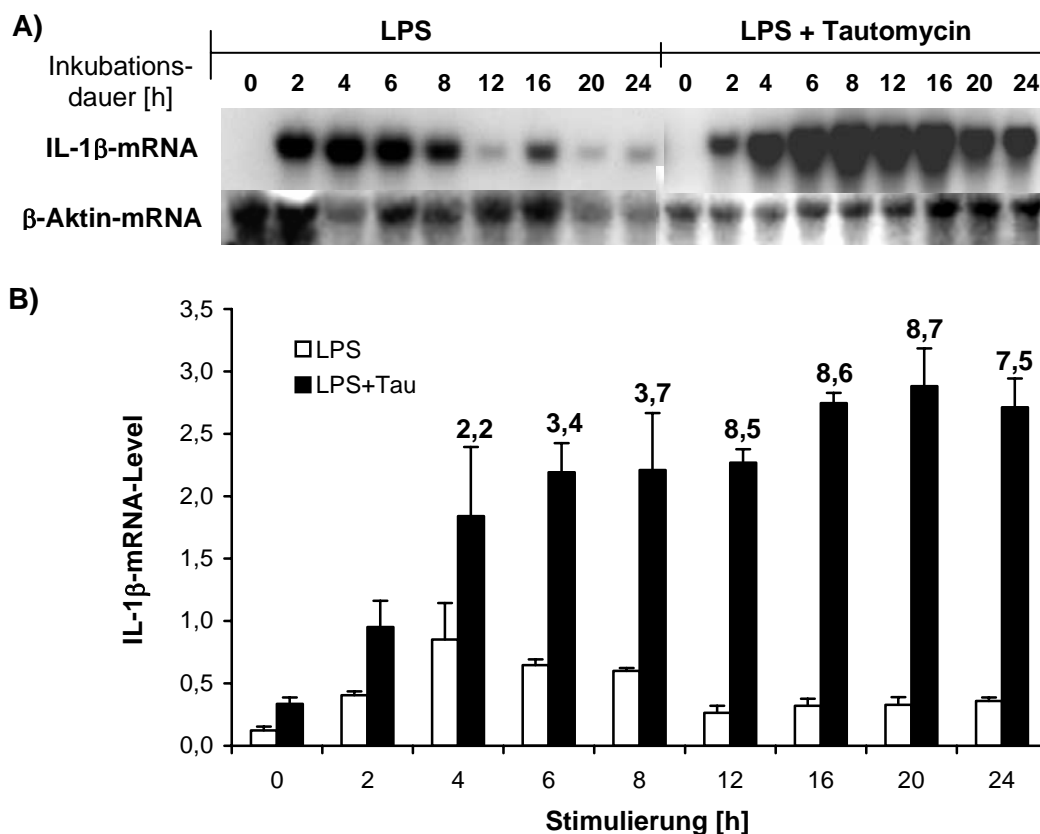 A)
LPS
LPS + Tautomycin
Inkubations-
dauer [h]
0 2 4 6 8 12 16 20 24 0 2 4 6 8 12 16 20 24
IL-1β-mRNA
β-Aktin-mRNA
B)
3,5
3,0
2,5
2,0
1,5
1,0
0,5
0,0
IL-1β-mRNA-Level
LPS
LPS+Tau
2,2
3,4
3,7
8,5
8,6
8,7
7,5
0 2 4 6 8 12 16 20 24
Stimulierung [h]